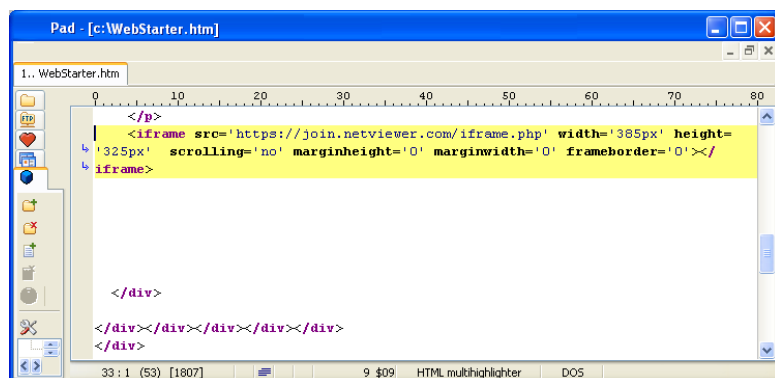 Pad - [c:\WebStarter.htm]
1.. WebStarter.htm
0 10 20 30 40 50 60 70 80
</p>
<iframe src='https://join.netviewer.com/iframe.php' width='385px' height=
'325px' scrolling='no' marginheight='0' marginwidth='0' frameborder='0'></
iframe>
FTP
</div>
</div></div></div></div></div>
</div>
33 : 1 (53) [1807] 9 $09 HTML multihighlighter DOS